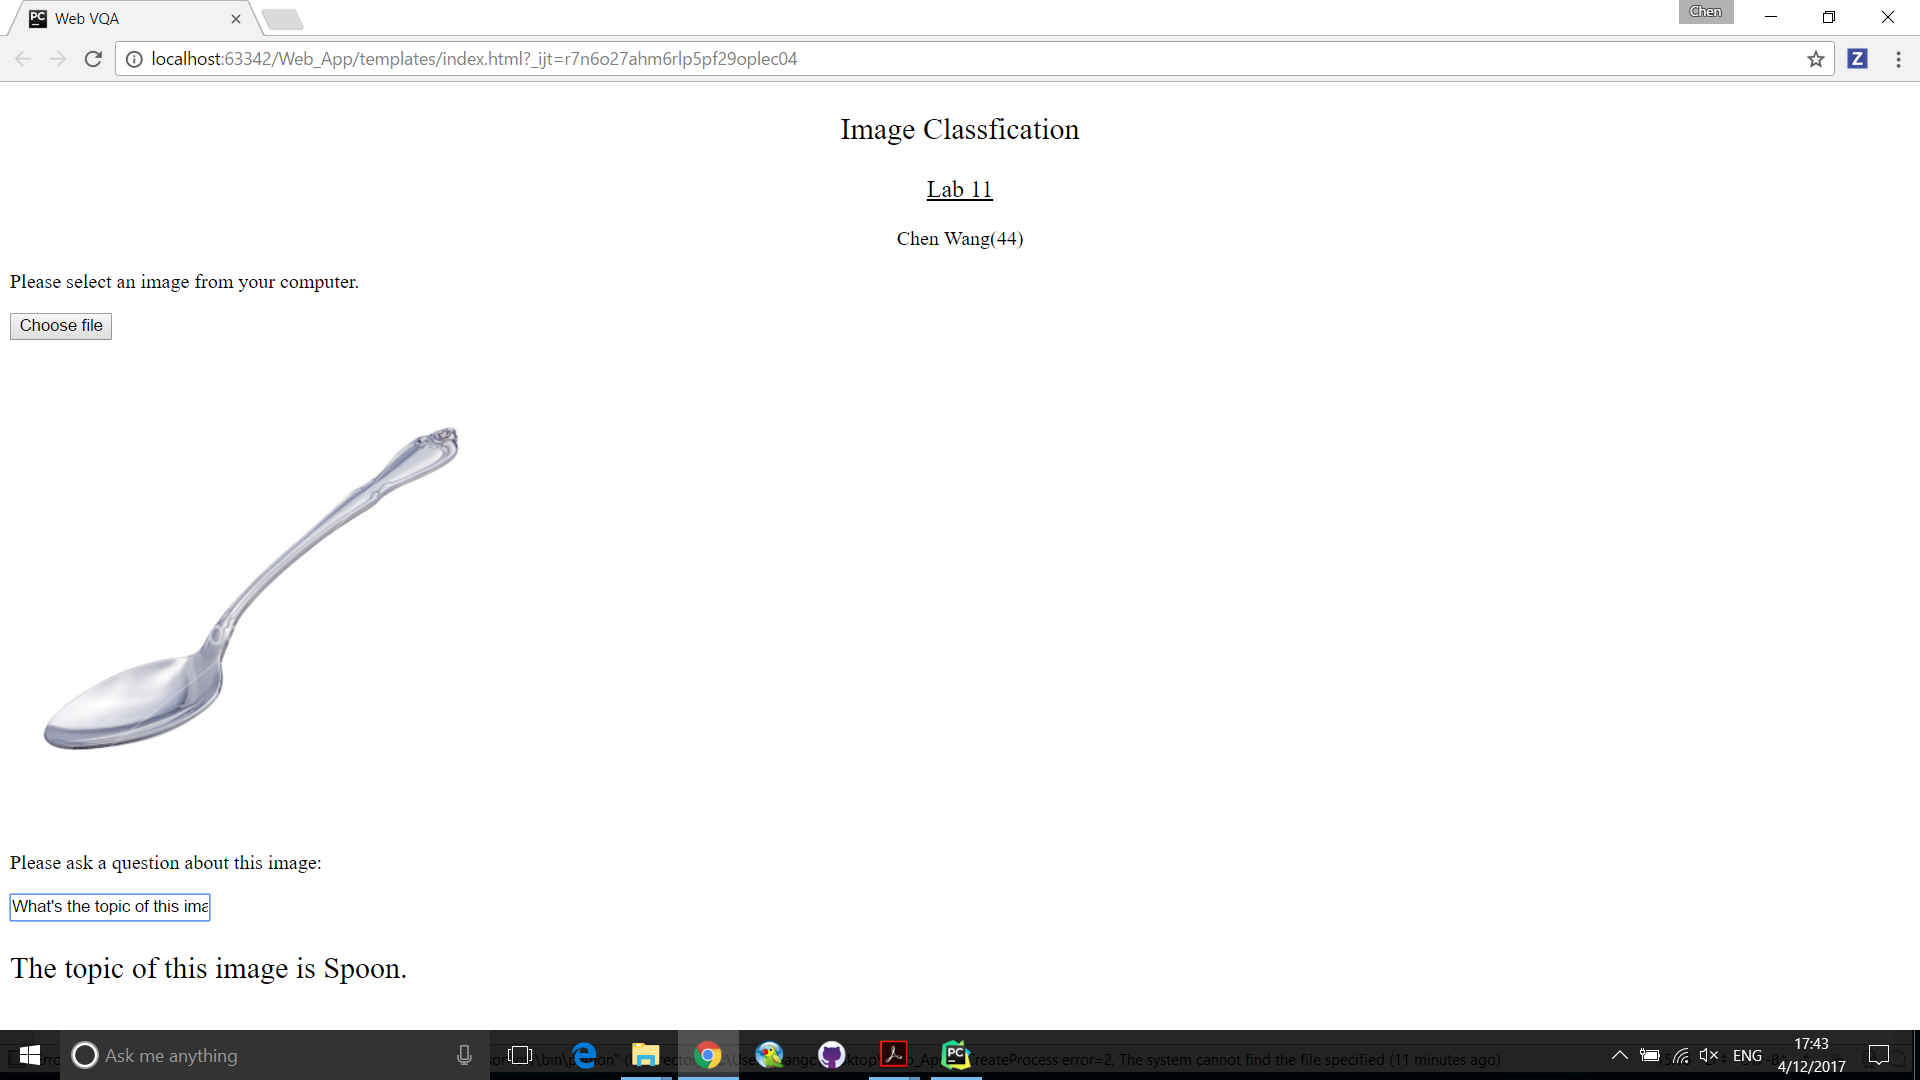 Web VQA
Chen
localhost:63342/Web_App/templates/index.html?_ijt=r7n6o27ahm6rlp5pf29oplec04
Z
Image Classfication
Lab 11
Chen Wang(44)
Please select an image from your computer.
Choose file
Please ask a question about this image:
What's the topic of this ima
The topic of this image is Spoon.
Ask me anything
CreateProcess error=2, The system cannot find the file specified (11 minutes ago)
PC
ENG
17:43
4/12/2017